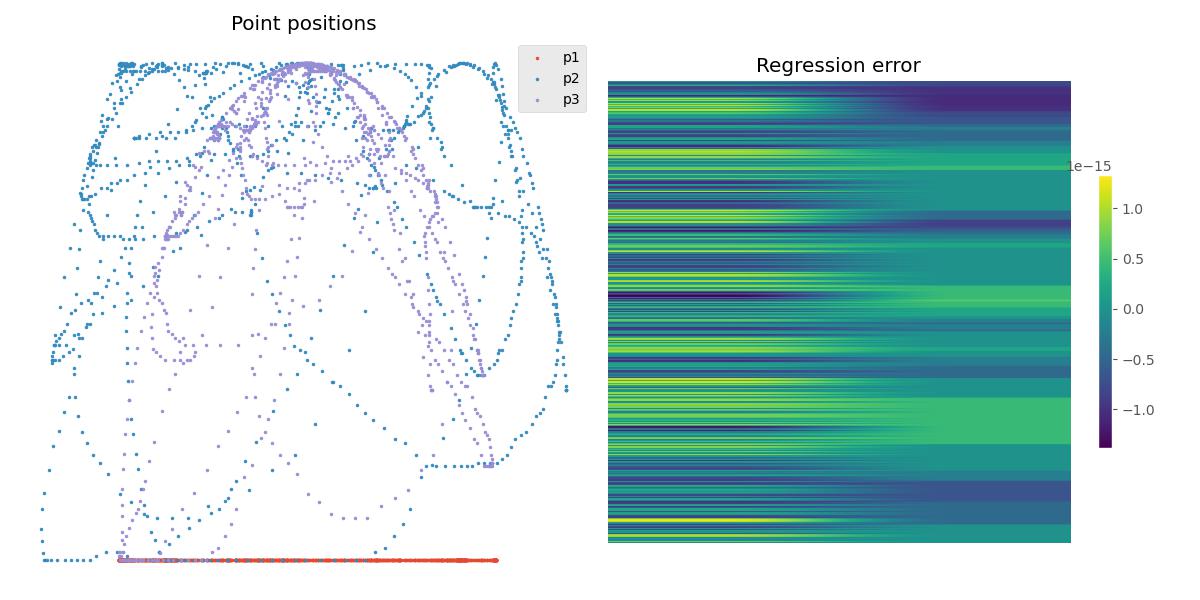 Point positions
p1
p2
p3
Regression error
1e−15
1.0
0.5
0.0
−0.5
−1.0